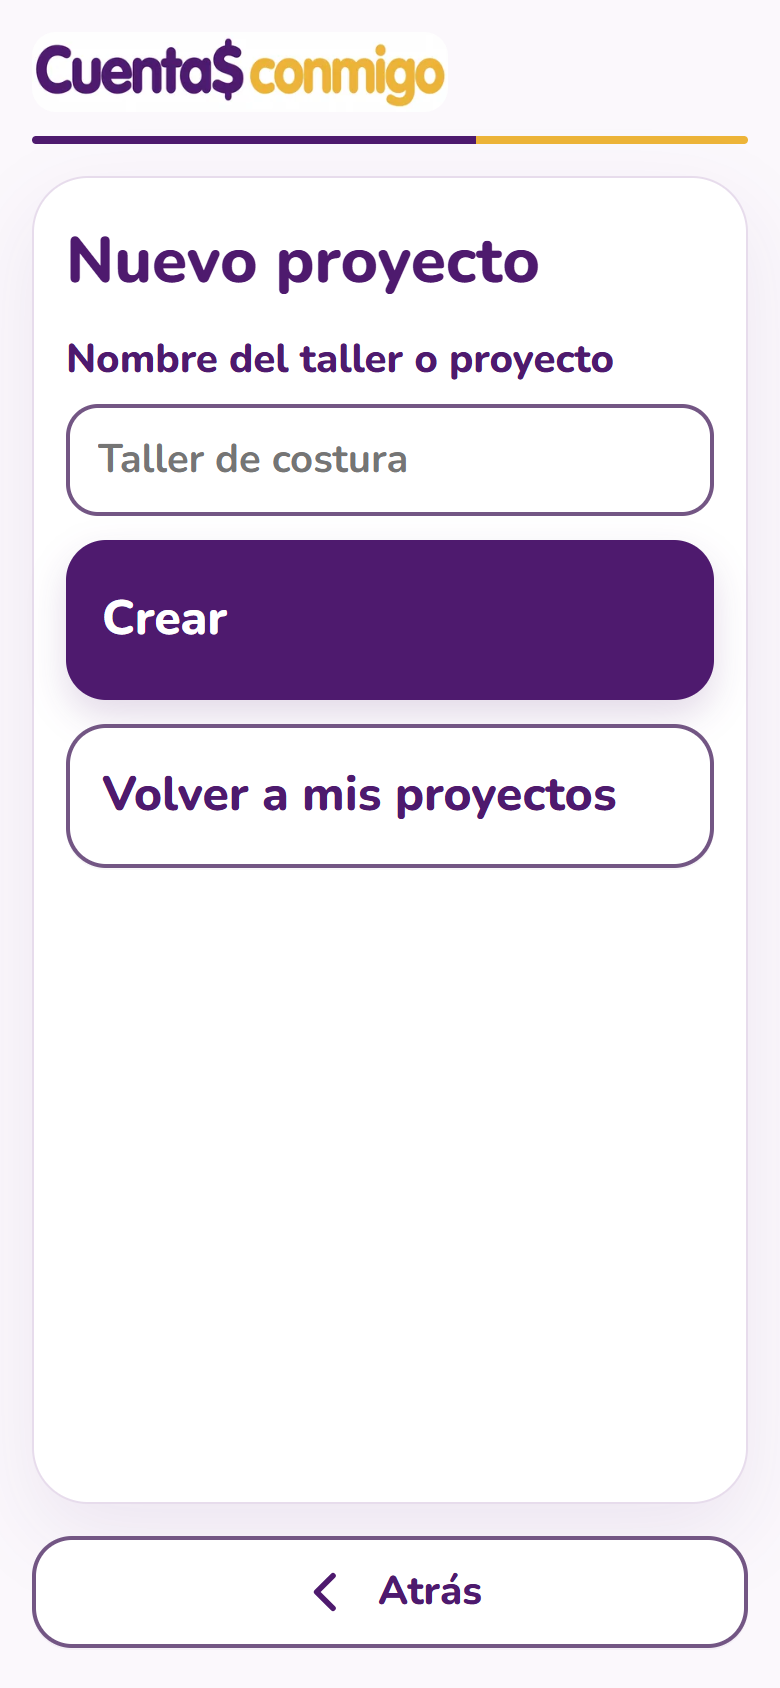 Cuenta$ conmigo
Nuevo proyecto
Nombre del taller o proyecto
Taller de costura
Crear
Volver a mis proyectos
Atrás